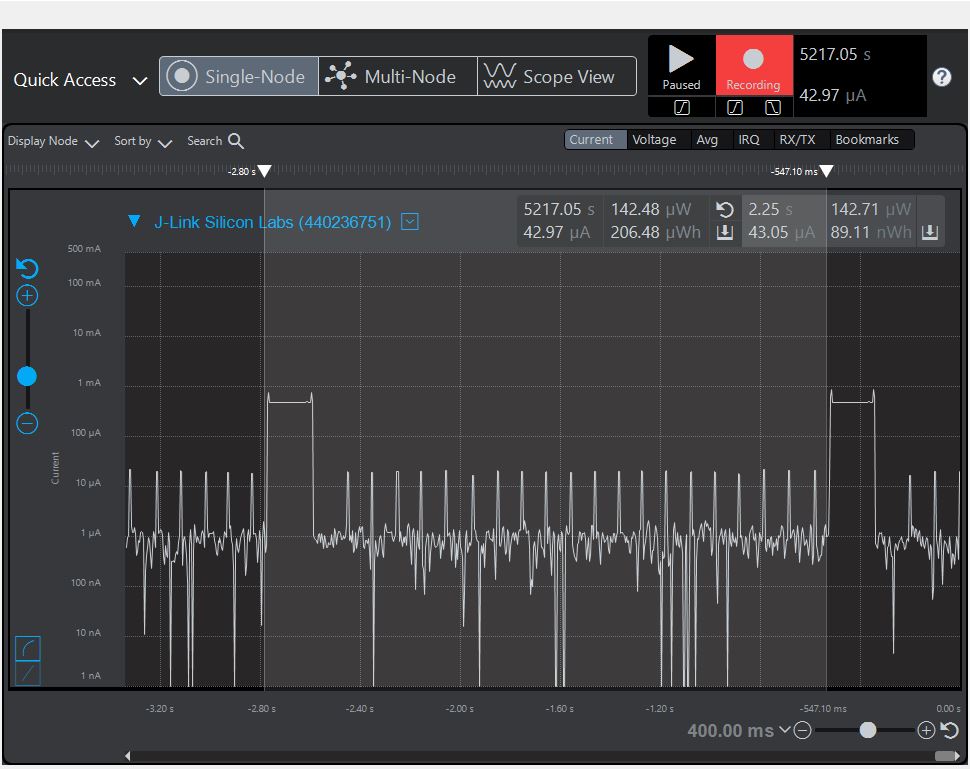 Quick Access Single-Node Multi-Node Scope View
Paused Recording
5217.05 s
42.97 µA
?
Display Node Sort by Search
Current Voltage Avg IRQ RX/TX Bookmarks
-2.80 s -547.10 ms
J-Link Silicon Labs (440236751)
5217.05 s 142.48 µW 2.25 s 142.71 µW
42.97 µA 206.48 µWh 43.05 µA 89.11 nWh
500 mA
100 mA
10 mA
1 mA
100 µA
10 µA
1 µA
100 nA
10 nA
1 nA
Current
-3.20 s -2.80 s -2.40 s -2.00 s -1.60 s -1.20 s -547.10 ms 0.00 s
400.00 ms